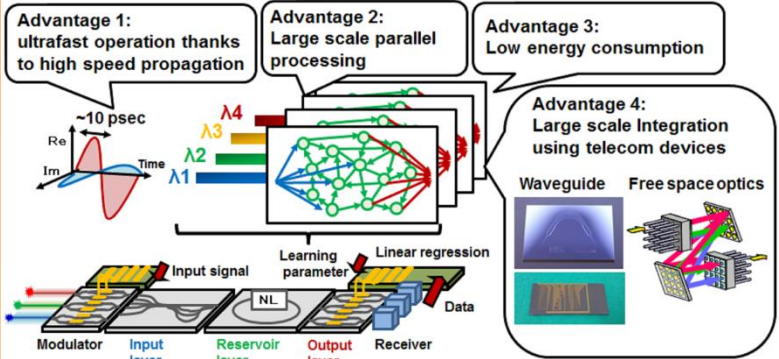 Advantage 1:
ultrafast operation thanks
to high speed propagation
Advantage 2:
Large scale parallel
processing
Advantage 3:
Low energy consumption
Advantage 4:
Large scale Integration
using telecom devices
Waveguide
Free space optics
~10 psec
Re
Im
Time
λ4
λ3
λ2
λ1
Input signal
Learning
parameter
Linear regression
Data
NL
Modulator
Input
Reservoir
Output
Receiver